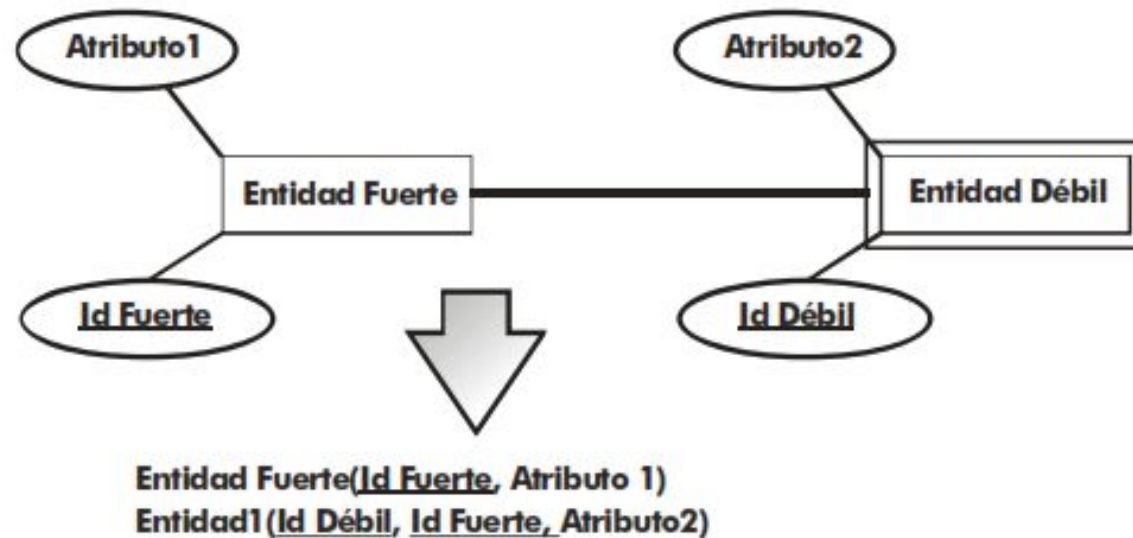 Atributo1
Atributo2
Entidad Fuerte
Entidad Débil
Id Fuerte
Id Débil
Entidad Fuerte(Id Fuerte, Atributo 1)
Entidad1(Id Débil, Id Fuerte, Atributo2)